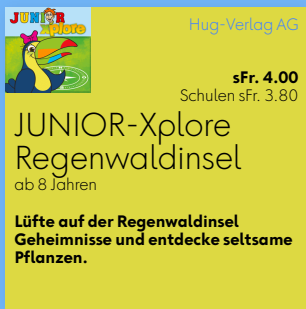 JUNIOR
Xplore
Hug-Verlag AG
sFr. 4.00
Schulen sFr. 3.80
JUNIOR-Xplore
Regenwaldinsel
ab 8 Jahren
Lüfte auf der Regenwaldinsel
Geheimnisse und entdecke seltsame
Pflanzen.